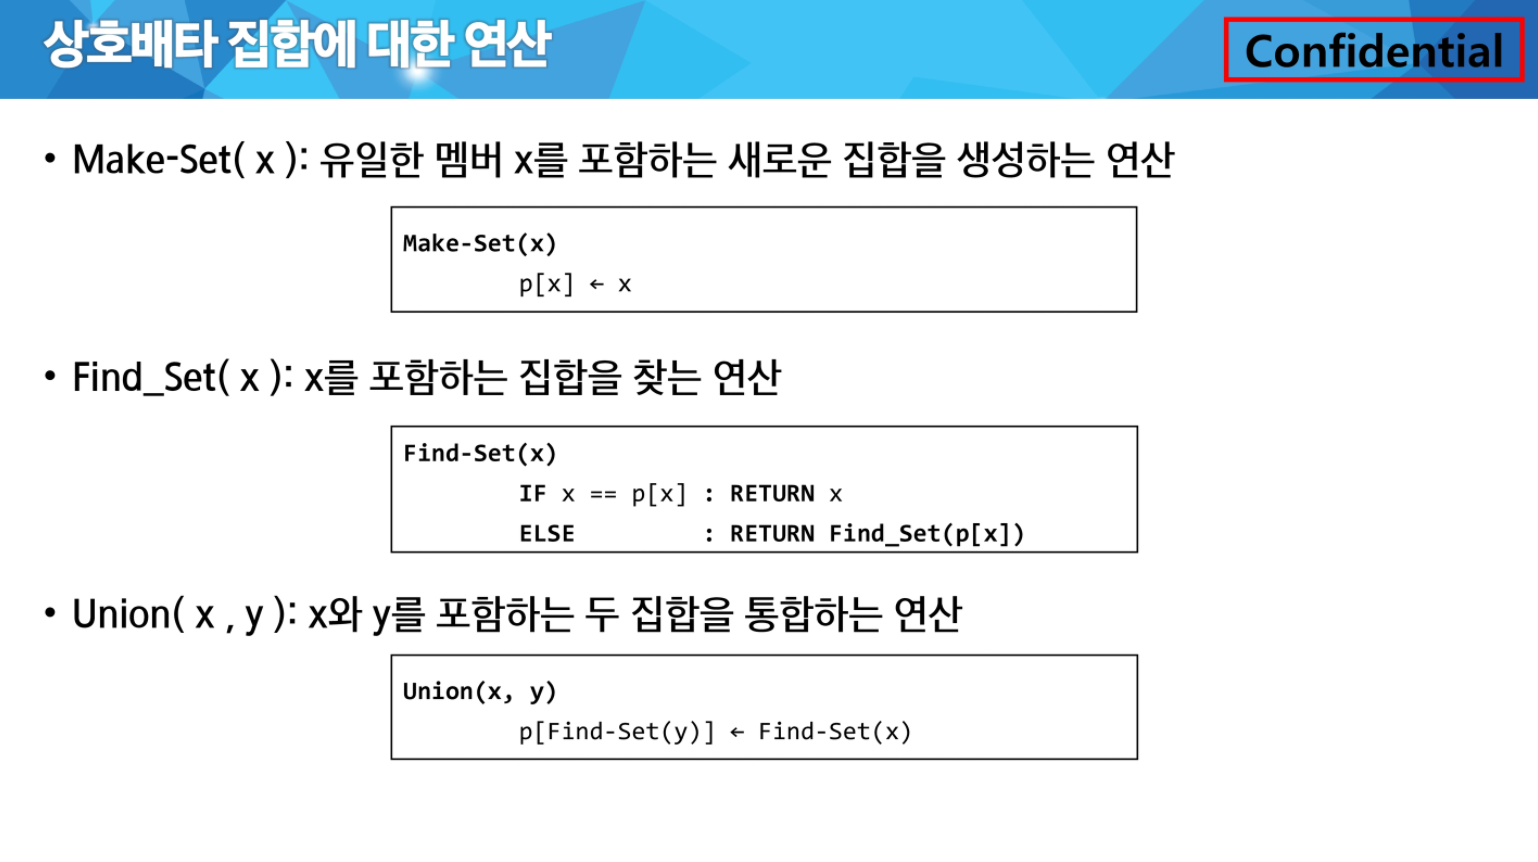 상호배타 집합에 대한 연산
Confidential
• Make-Set( x ): 유일한 멤버 x를 포함하는 새로운 집합을 생성하는 연산
Make-Set(x)
p[x] ← x
• Find_Set( x ): x를 포함하는 집합을 찾는 연산
Find-Set(x)
IF x == p[x] : RETURN x
ELSE : RETURN Find_Set(p[x])
• Union( x , y ): x와 y를 포함하는 두 집합을 통합하는 연산
Union(x, y)
p[Find-Set(y)] ← Find-Set(x)